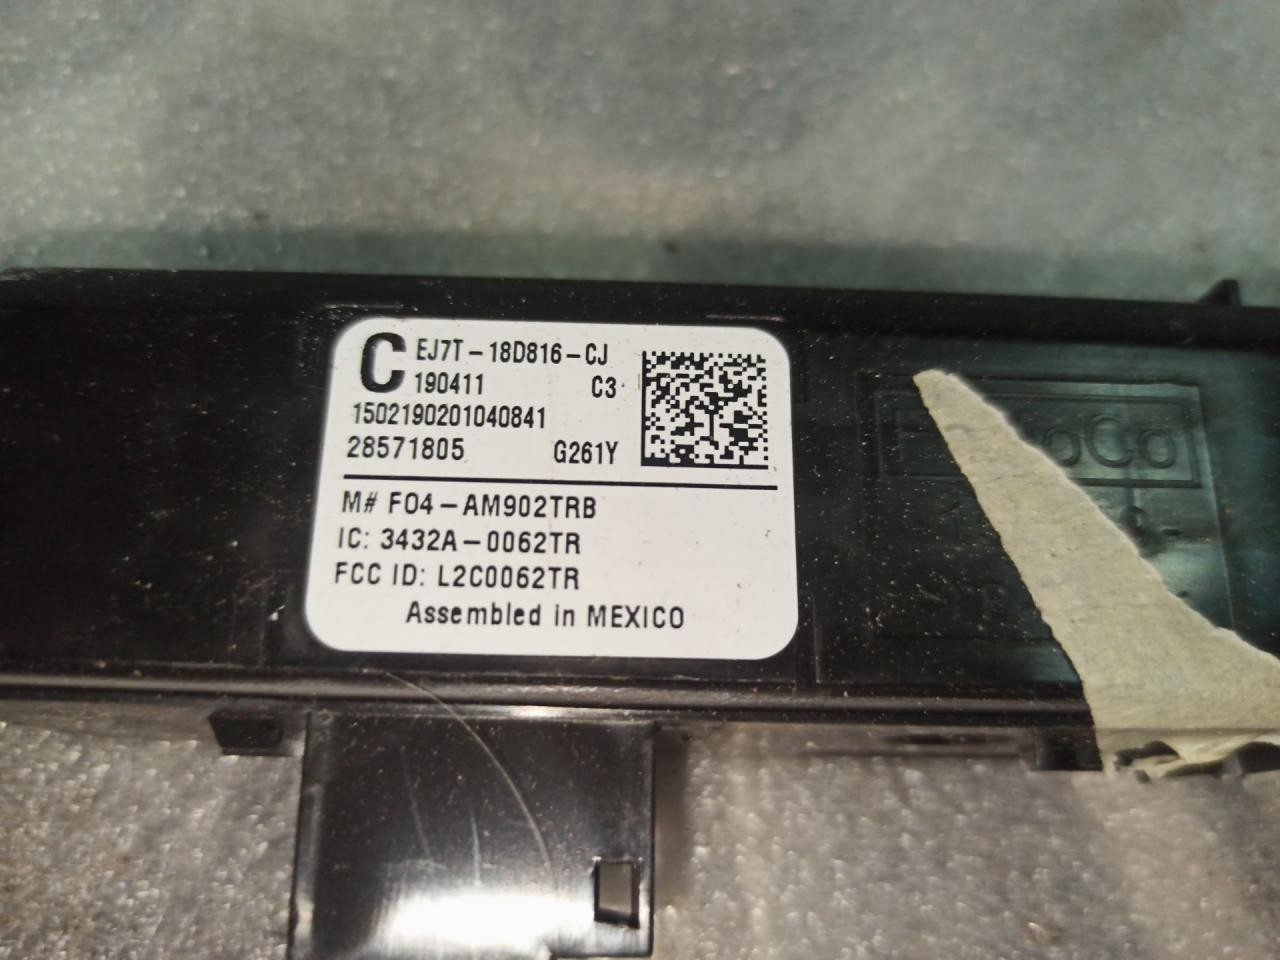 C EJ7T-18D816-CJ
190411 C3
1502190201040841
28571805 G261Y
M# F04-AM902TRB
IC: 3432A-0062TR
FCC ID: L2C0062TR
Assembled in MEXICO